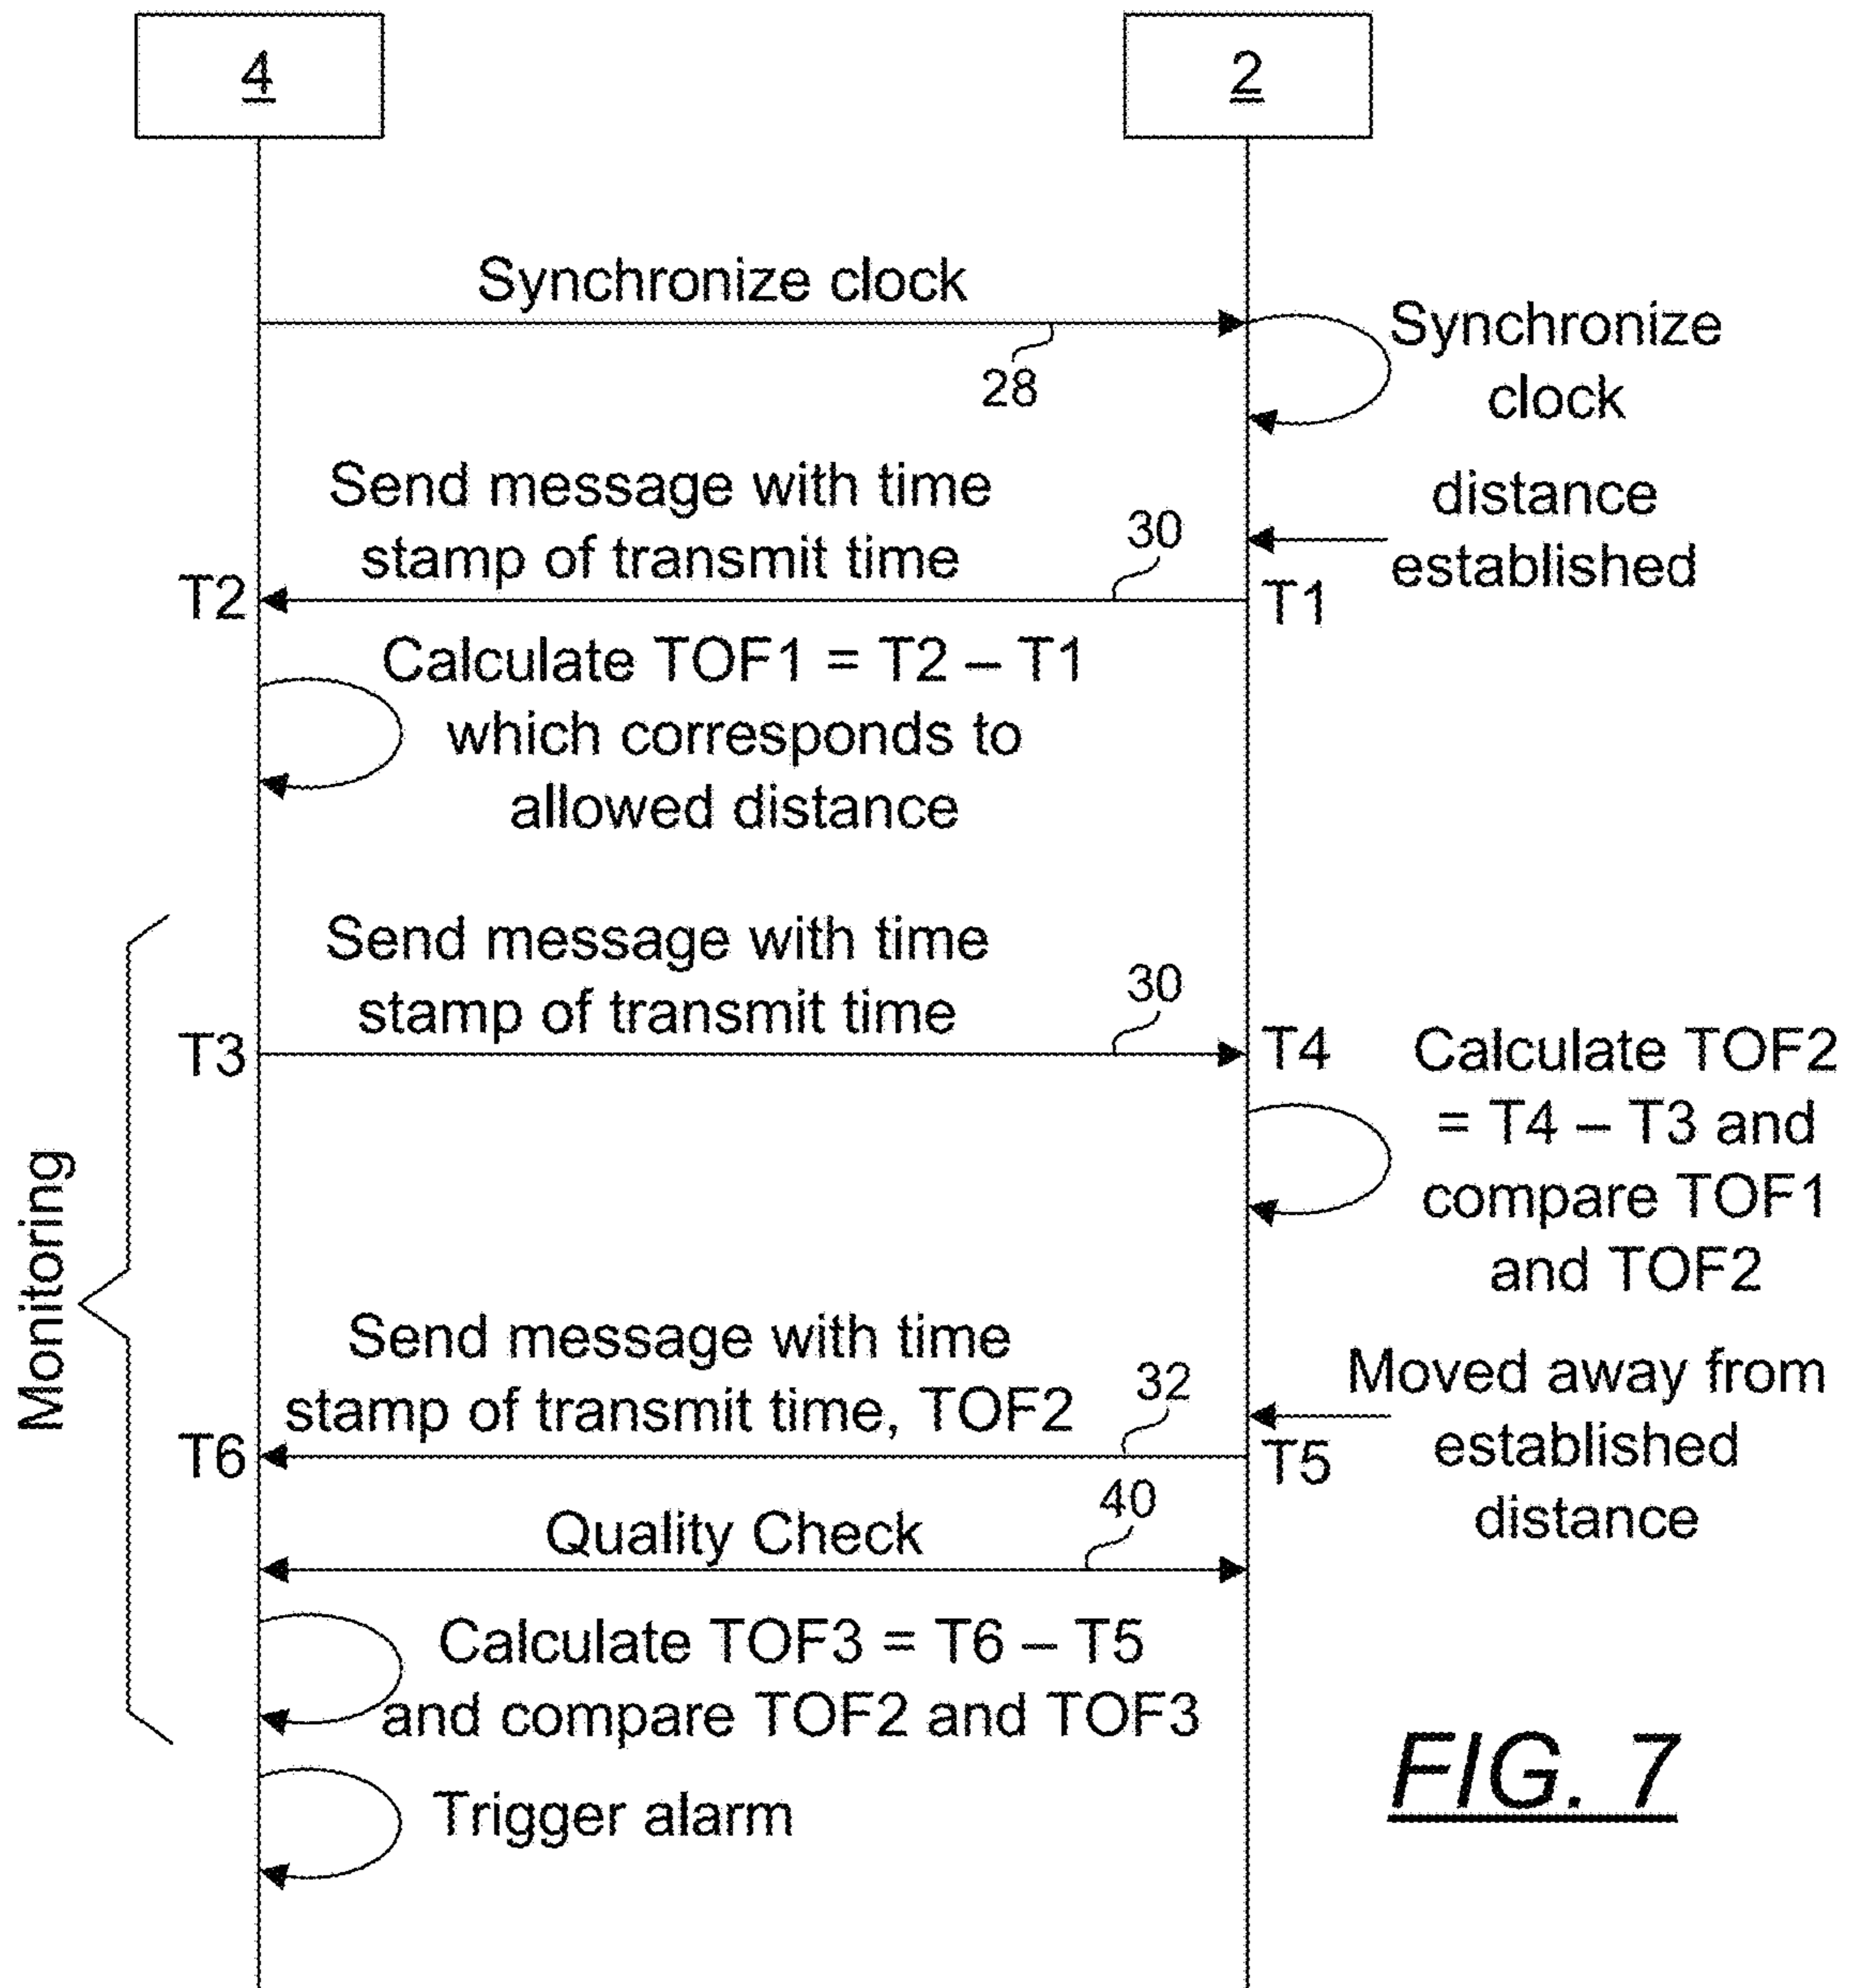 4
2
Synchronize clock
28
Synchronize
clock
distance
established
Send message with time
stamp of transmit time
30
T2
T1
Calculate TOF1 = T2 – T1
which corresponds to
allowed distance
Monitoring
Send message with time
stamp of transmit time
30
T3
T4
Calculate TOF2
= T4 – T3 and
compare TOF1
and TOF2
Send message with time
stamp of transmit time, TOF2
32
Moved away from
established
distance
T6
T5
Quality Check
40
Calculate TOF3 = T6 – T5
and compare TOF2 and TOF3
Trigger alarm
FIG. 7